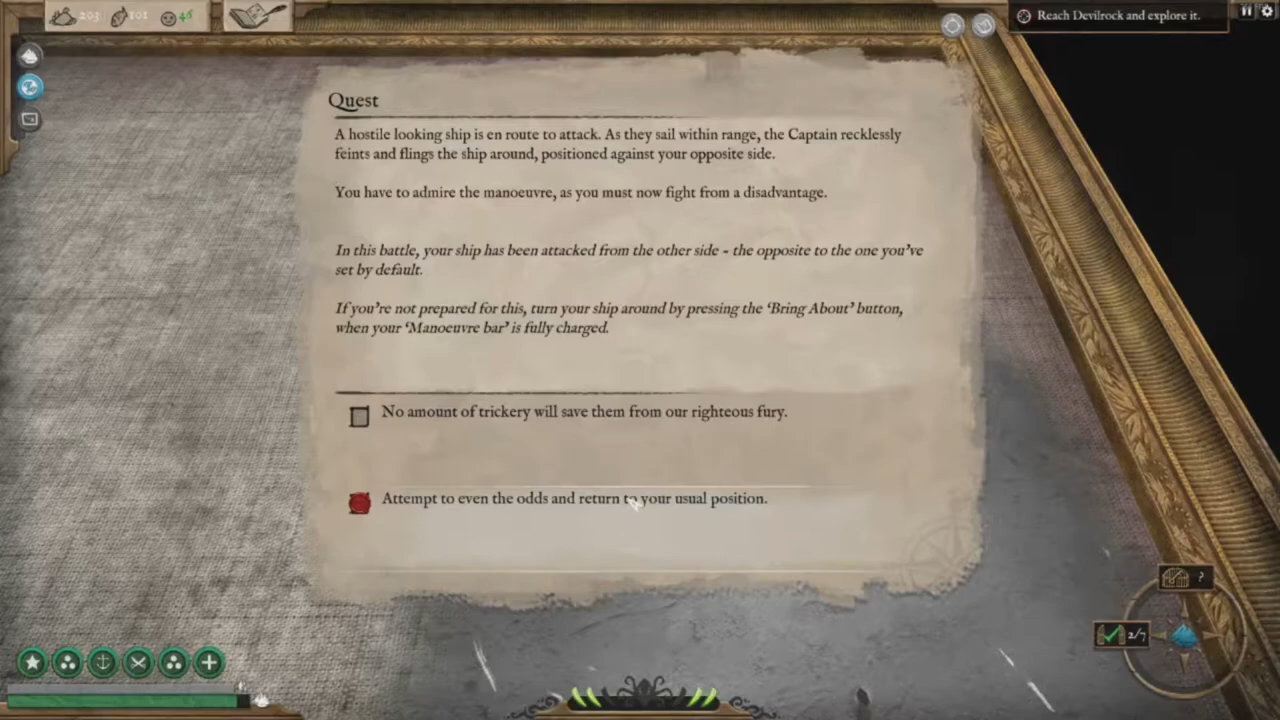 203 101 46
Reach Devilrock and explore it.
Quest
A hostile looking ship is en route to attack. As they sail within range, the Captain recklessly
feints and flings the ship around, positioned against your opposite side.
You have to admire the manoeuvre, as you must now fight from a disadvantage.
In this battle, your ship has been attacked from the other side - the opposite to the one you've
set by default.
If you're not prepared for this, turn your ship around by pressing the 'Bring About' button,
when your 'Manoeuvre bar' is fully charged.
No amount of trickery will save them from our righteous fury.
Attempt to even the odds and return to your usual position.
?
2/7